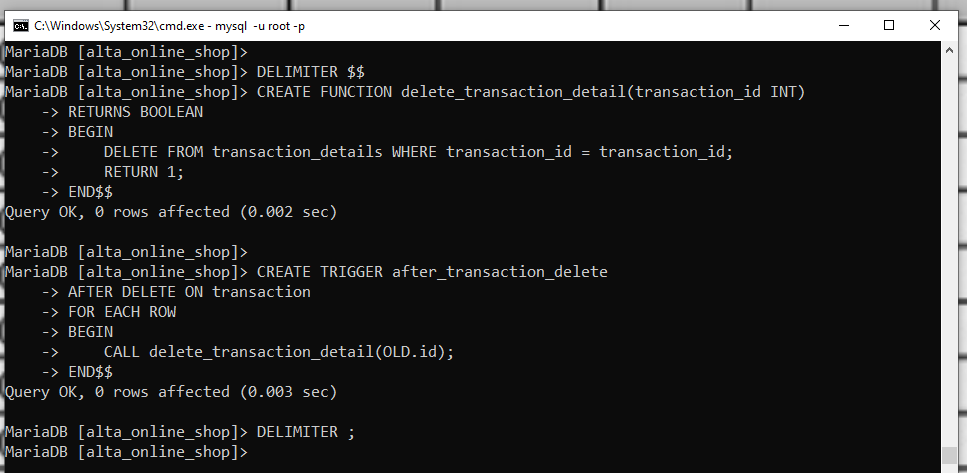 C:\Windows\System32\cmd.exe - mysql  -u root -p
MariaDB [alta_online_shop]>
MariaDB [alta_online_shop]> DELIMITER $$
MariaDB [alta_online_shop]> CREATE FUNCTION delete_transaction_detail(transaction_id INT)
    -> RETURNS BOOLEAN
    -> BEGIN
    ->     DELETE FROM transaction_details WHERE transaction_id = transaction_id;
    ->     RETURN 1;
    -> END$$
Query OK, 0 rows affected (0.002 sec)
MariaDB [alta_online_shop]>
MariaDB [alta_online_shop]> CREATE TRIGGER after_transaction_delete
    -> AFTER DELETE ON transaction
    -> FOR EACH ROW
    -> BEGIN
    ->     CALL delete_transaction_detail(OLD.id);
    -> END$$
Query OK, 0 rows affected (0.003 sec)
MariaDB [alta_online_shop]> DELIMITER ;
MariaDB [alta_online_shop]>